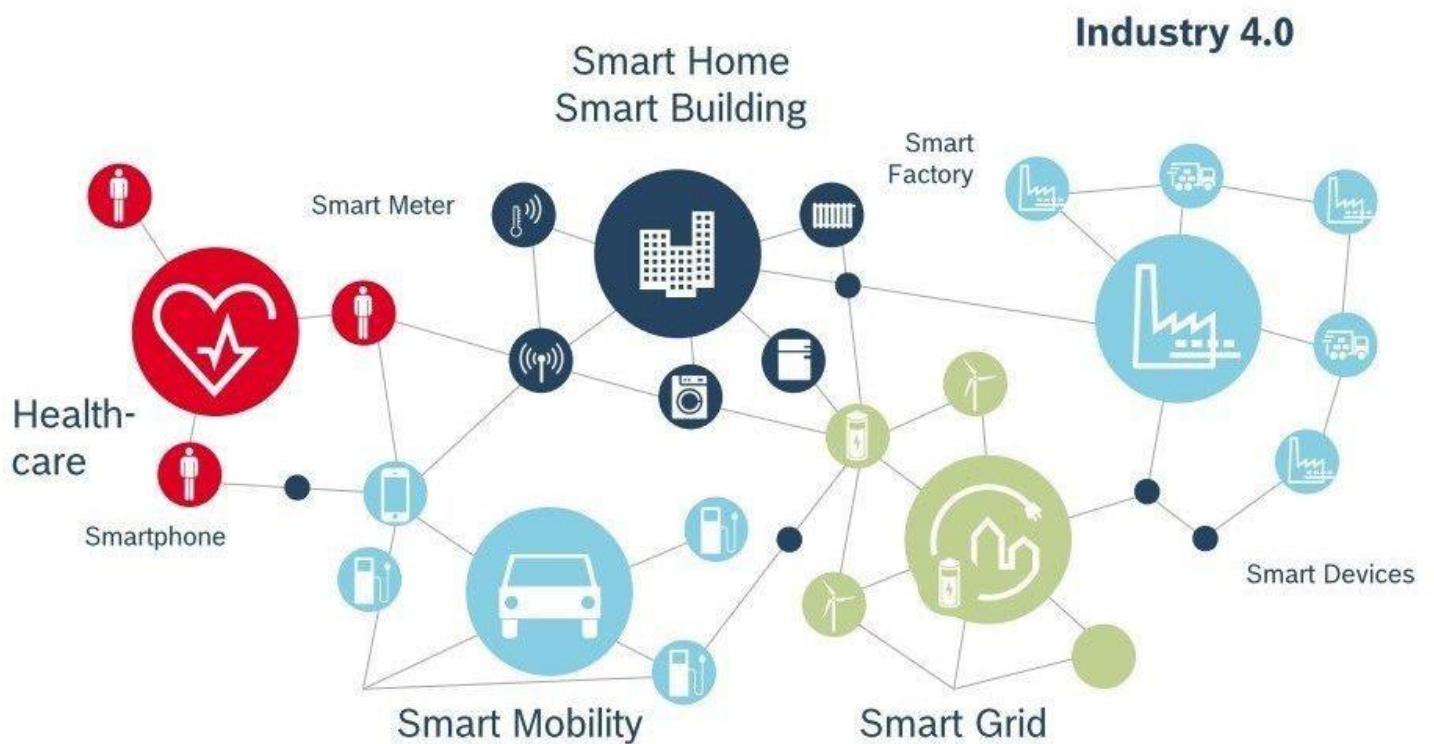 Industry 4.0
Smart Home
Smart Building
Smart
Factory
Smart Meter
Health-
care
Smartphone
Smart Devices
Smart Mobility
Smart Grid